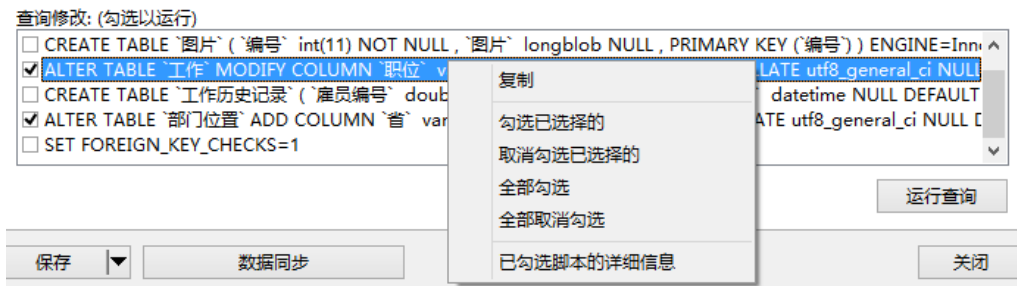 查询修改: (勾选以运行)
CREATE TABLE `图片` ( `编号` int(11) NOT NULL , `图片` longblob NULL , PRIMARY KEY (`编号`) ) ENGINE=Inn
ALTER TABLE `工作` MODIFY COLUMN `职位` v LATE utf8_general_ci NULL
CREATE TABLE `工作历史记录` ( `雇员编号` doub ` datetime NULL DEFAULT
ALTER TABLE `部门位置` ADD COLUMN `省` var ATE utf8_general_ci NULL
SET FOREIGN_KEY_CHECKS=1
复制
勾选已选择的
取消勾选已选择的
全部勾选
全部取消勾选
已勾选脚本的详细信息
运行查询
保存
数据同步
关闭